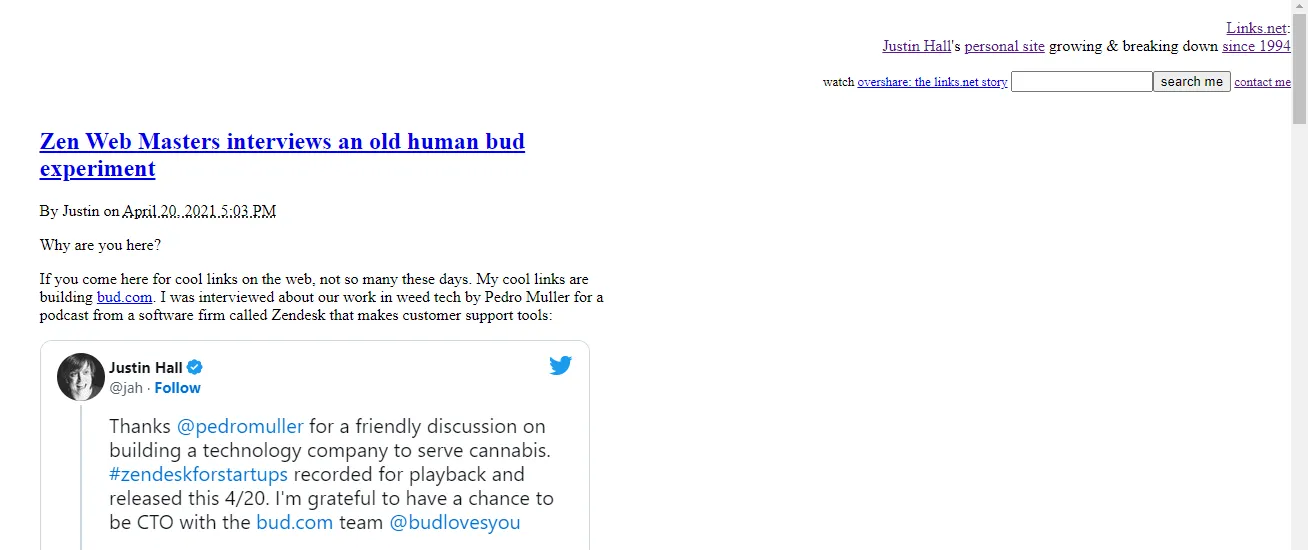 Links.net:
Justin Hall's personal site growing & breaking down since 1994
watch overshare: the links.net story search me contact me
Zen Web Masters interviews an old human bud
experiment
By Justin on April 20, 2021 5:03 PM
Why are you here?
If you come here for cool links on the web, not so many these days. My cool links are
building bud.com. I was interviewed about our work in weed tech by Pedro Muller for a
podcast from a software firm called Zendesk that makes customer support tools:
Justin Hall
@jah · Follow
Thanks @pedromuller for a friendly discussion on
building a technology company to serve cannabis.
#zendeskforstartups recorded for playback and
released this 4/20. I'm grateful to have a chance to
be CTO with the bud.com team @budlovesyou